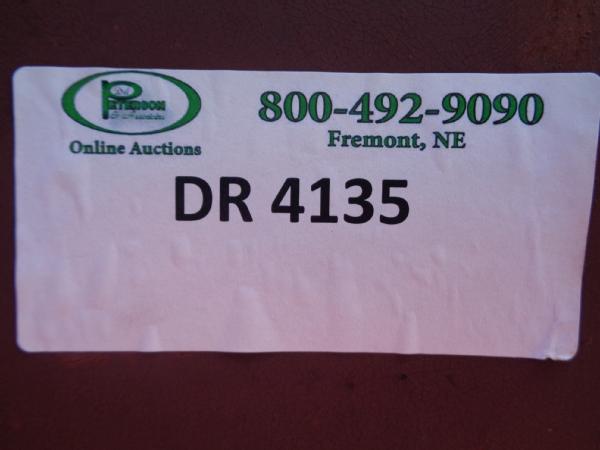 PETERSON
Online Auctions
800-492-9090
Fremont, NE
DR 4135